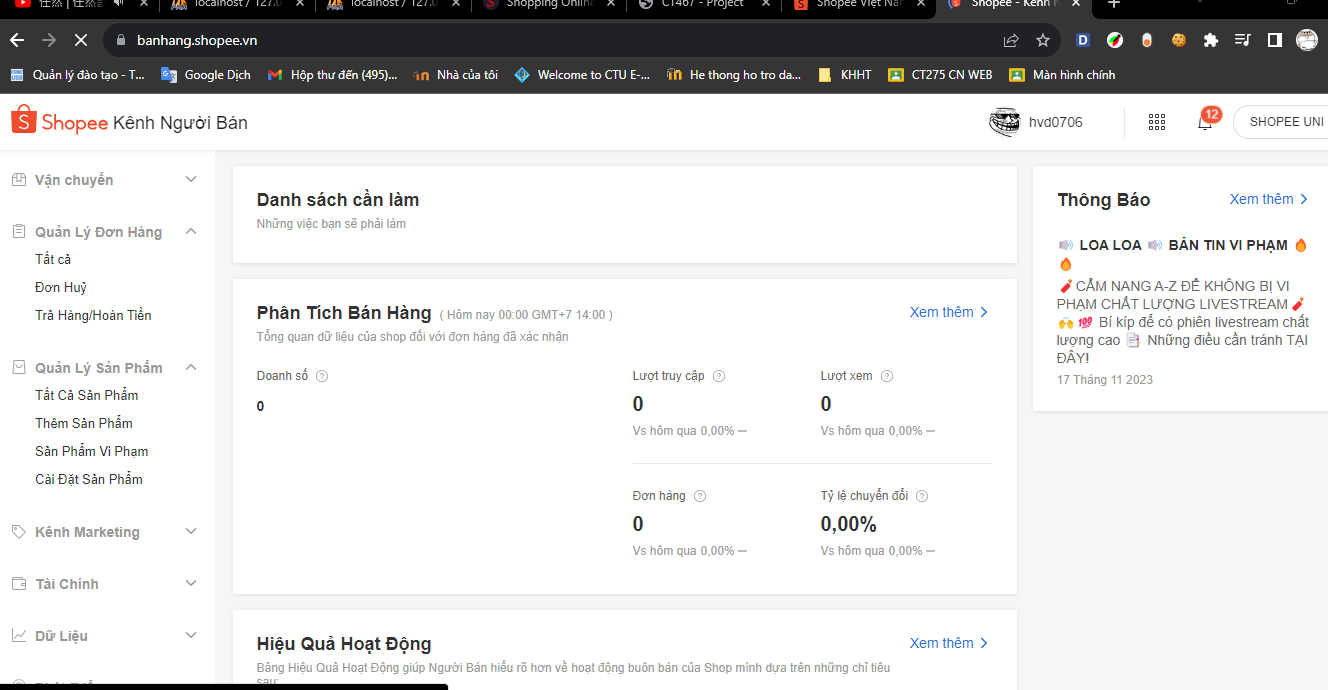 localhost / 127.0
localhost / 127.0
Shopping Online
CT467 - Project
Shopee Việt Nam
Shopee - Kênh N
banhang.shopee.vn
Quản lý đào tạo - T...
Google Dịch
Hộp thư đến (495)...
Nhà của tôi
Welcome to CTU E-...
He thong ho tro da...
KHHT
CT275 CN WEB
Màn hình chính
Shopee Kênh Người Bán
hvd0706
12
SHOPEE UNI
Vận chuyển
Quản Lý Đơn Hàng
Tất cả
Đơn Huỷ
Trả Hàng/Hoàn Tiền
Quản Lý Sản Phẩm
Tất Cả Sản Phẩm
Thêm Sản Phẩm
Sản Phẩm Vi Phạm
Cài Đặt Sản Phẩm
Kênh Marketing
Tài Chính
Dữ Liệu
Danh sách cần làm
Những việc bạn sẽ phải làm
Phân Tích Bán Hàng ( Hôm nay 00:00 GMT+7 14:00 )
Xem thêm
Tổng quan dữ liệu của shop đối với đơn hàng đã xác nhận
Doanh số
0
Lượt truy cập
0
Vs hôm qua 0,00% —
Lượt xem
0
Vs hôm qua 0,00% —
Đơn hàng
0
Vs hôm qua 0,00% —
Tỷ lệ chuyển đổi
0,00%
Vs hôm qua 0,00% —
Hiệu Quả Hoạt Động
Xem thêm
Bảng Hiệu Quả Hoạt Động giúp Người Bán hiểu rõ hơn về hoạt động buôn bán của Shop mình dựa trên những chỉ tiêu
sau:
Thông Báo
Xem thêm
🔊 LOA LOA 🔊 BẢN TIN VI PHẠM 🔥
🔥
🧨CẨM NANG A-Z ĐỂ KHÔNG BỊ VI
PHẠM CHẤT LƯỢNG LIVESTREAM🧨
🙌 💯 Bí kíp để có phiên livestream chất
lượng cao 📑 Những điều cần tránh TẠI
ĐÂY!
17 Tháng 11 2023